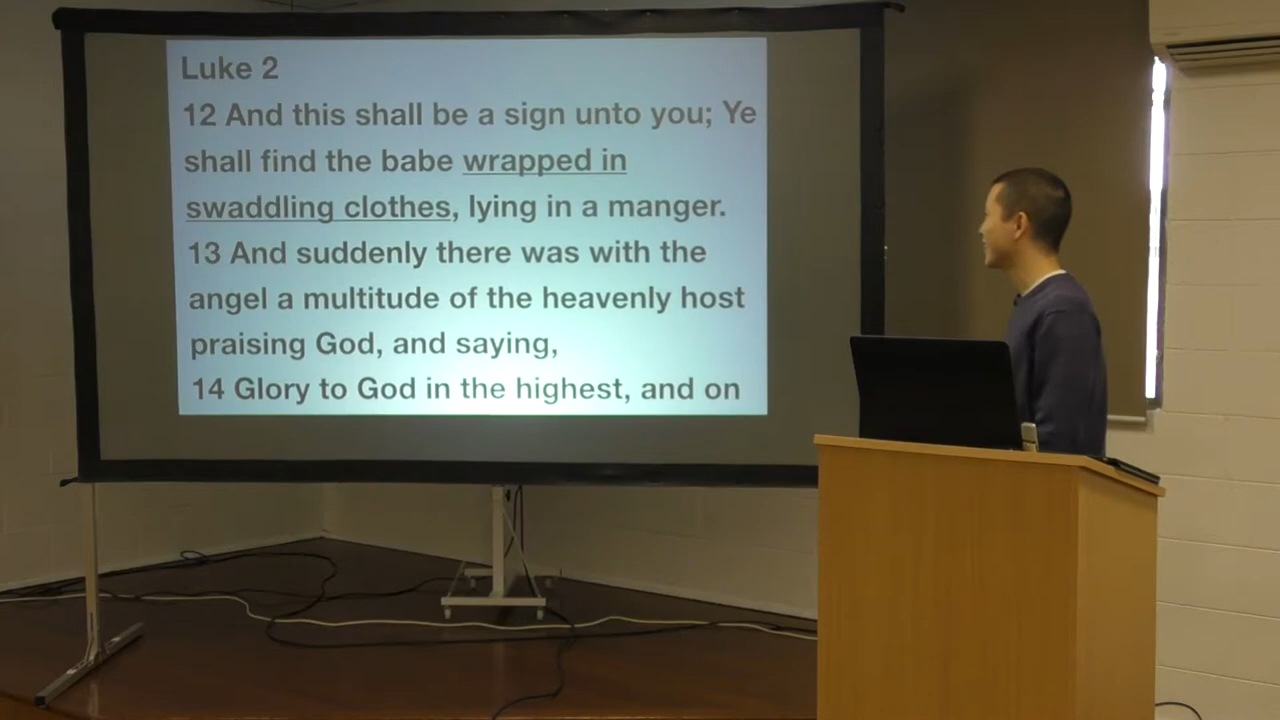 Luke 2
12 And this shall be a sign unto you; Ye
shall find the babe wrapped in
swaddling clothes, lying in a manger.
13 And suddenly there was with the
angel a multitude of the heavenly host
praising God, and saying,
14 Glory to God in the highest, and on